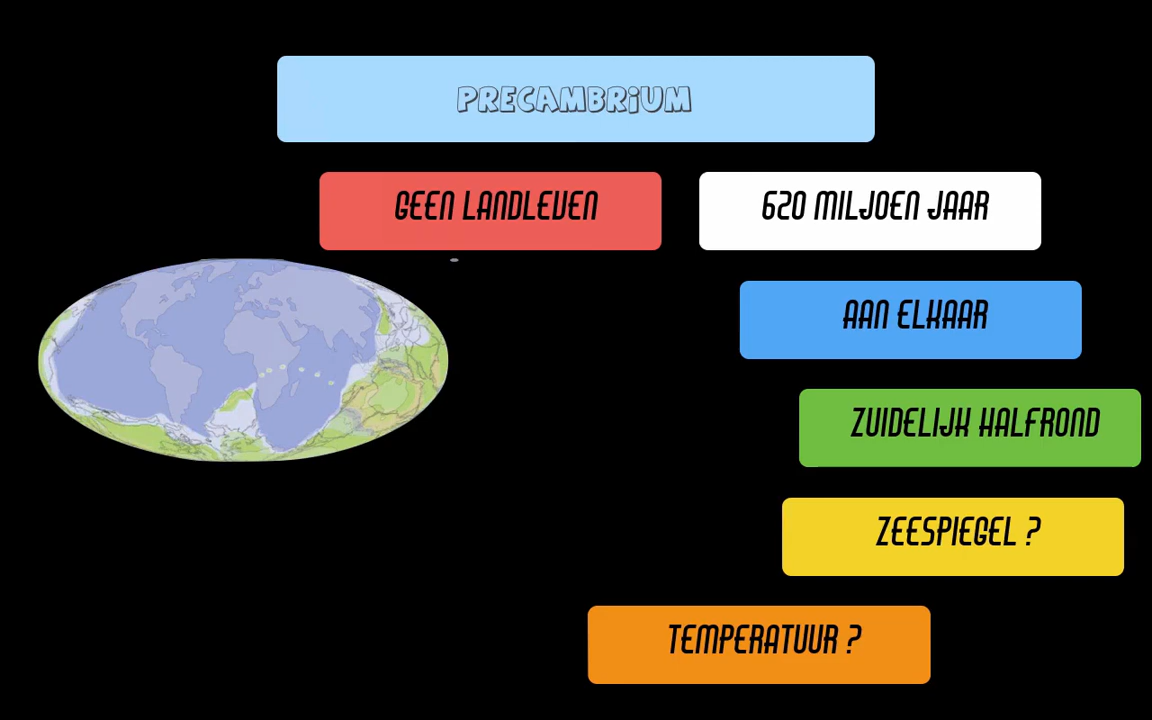 PRECAMBRiUM
GEEN LANDLEVEN
620 MILJOEN JAAR
AAN ELKAAR
ZUIDELIJK HALFROND
ZEESPIEGEL ?
TEMPERATUUR ?